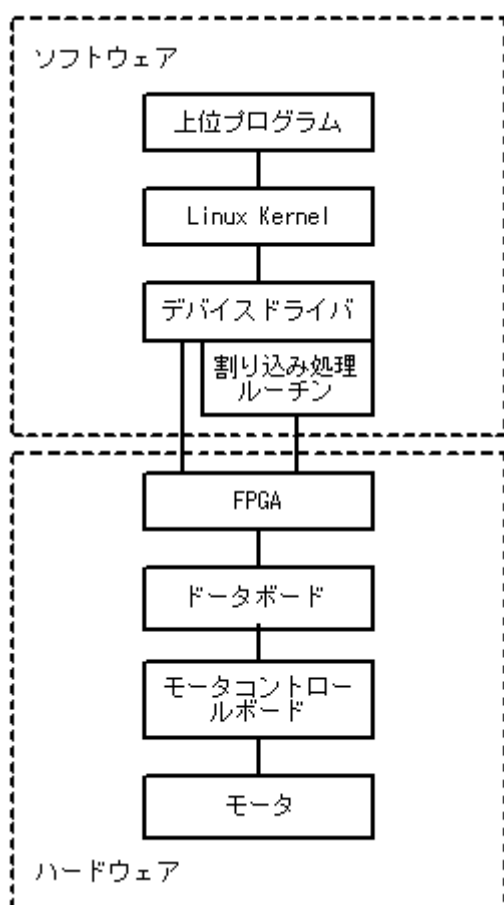 ソフトウェア
上位プログラム
Linux Kernel
デバイスドライバ
割り込み処理
ルーチン
FPGA
ドータボード
モータコントロー
ルボード
モータ
ハードウェア